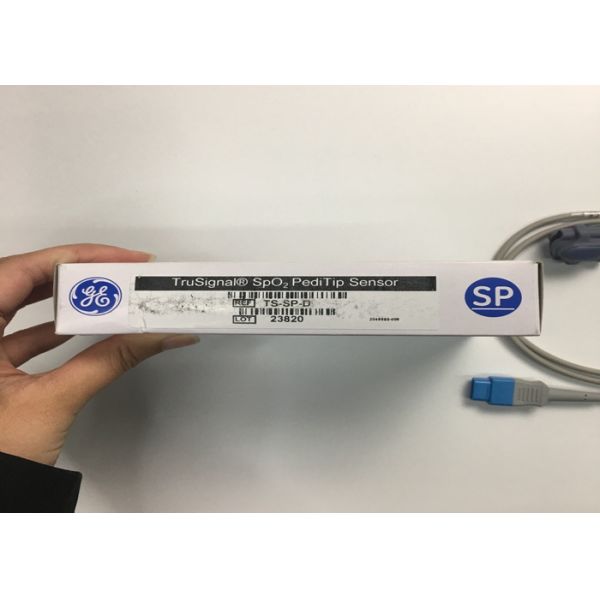 GE
TruSignal® SpO₂ PediTip Sensor
REF TS-SP-D
LOT 23820
SP